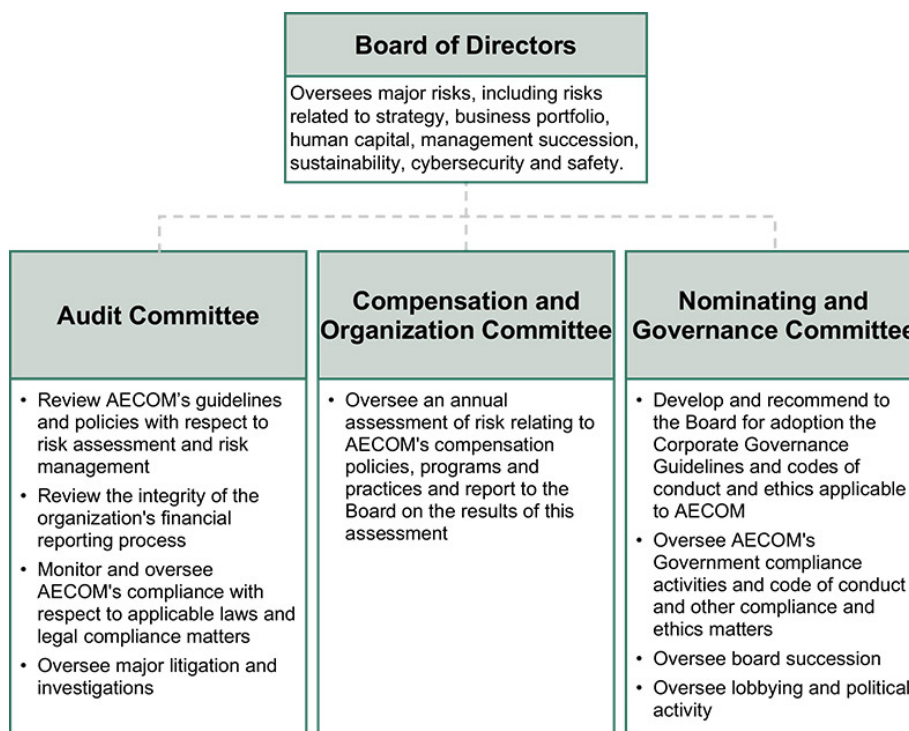 Board of Directors
Oversees major risks, including risks
related to strategy, business portfolio,
human capital, management succession,
sustainability, cybersecurity and safety.
Audit Committee
• Review AECOM's guidelines
and policies with respect to
risk assessment and risk
management
• Review the integrity of the
organization's financial
reporting process
• Monitor and oversee
AECOM's compliance with
respect to applicable laws and
legal compliance matters
• Oversee major litigation and
investigations
Compensation and
Organization Committee
• Oversee an annual
assessment of risk relating to
AECOM's compensation
policies, programs and
practices and report to the
Board on the results of this
assessment
Nominating and
Governance Committee
• Develop and recommend to
the Board for adoption the
Corporate Governance
Guidelines and codes of
conduct and ethics applicable
to AECOM
• Oversee AECOM's
Government compliance
activities and code of conduct
and other compliance and
ethics matters
• Oversee board succession
• Oversee lobbying and political
activity